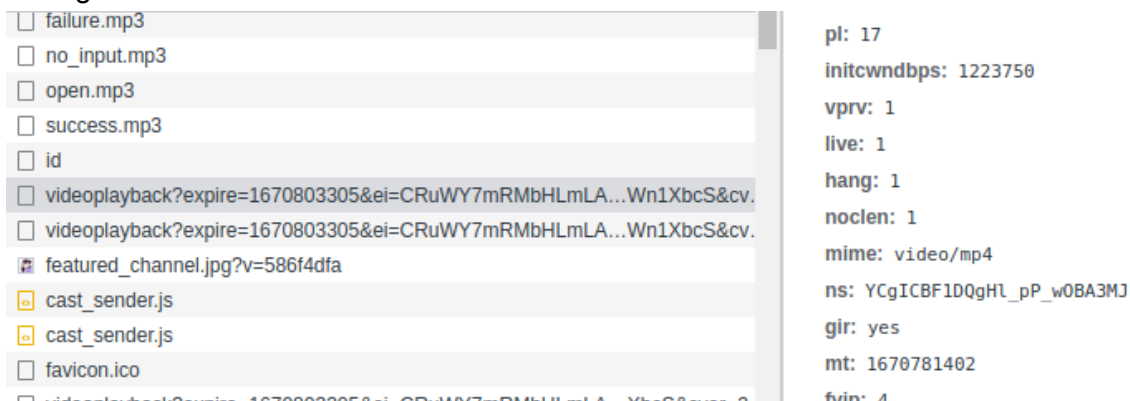 failure.mp3
no_input.mp3
open.mp3
success.mp3
id
videoplayback?expire=1670803305&ei=CRuWY7mRMbHLmLA…Wn1XbcS&cv.
videoplayback?expire=1670803305&ei=CRuWY7mRMbHLmLA…Wn1XbcS&cv.
featured_channel.jpg?v=586f4dfa
cast_sender.js
cast_sender.js
favicon.ico
pl: 17
initcwndbps: 1223750
vprv: 1
live: 1
hang: 1
noclen: 1
mime: video/mp4
ns: YCgICBF1DQgHl_pP_wOBA3MJ
gir: yes
mt: 1670781402
fvip: 4